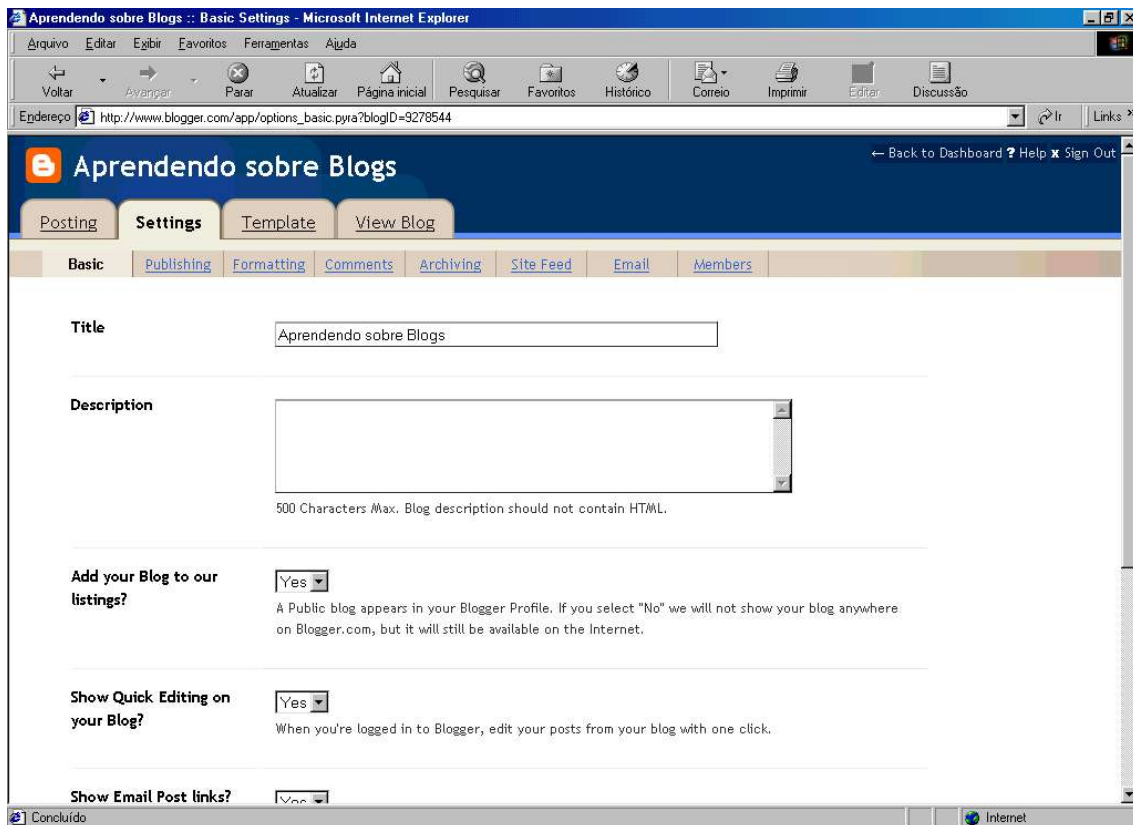 Aprendendo sobre Blogs :: Basic Settings - Microsoft Internet Explorer
Arquivo Editar Exibir Favoritos Ferramentas Ajuda
Voltar Avançar Parar Atualizar Página inicial Pesquisar Favoritos Histórico Correio Imprimir Editar Discussão
Endereço http://www.blogger.com/app/options_basic.pyra?blogID=9278544 Ir Links »
Aprendendo sobre Blogs
← Back to Dashboard ? Help x Sign Out
Posting Settings Template View Blog
Basic Publishing Formatting Comments Archiving Site Feed Email Members
Title Aprendendo sobre Blogs
Description
500 Characters Max. Blog description should not contain HTML.
Add your Blog to our Yes
listings?
A Public blog appears in your Blogger Profile. If you select "No" we will not show your blog anywhere
on Blogger.com, but it will still be available on the Internet.
Show Quick Editing on Yes
your Blog?
When you're logged in to Blogger, edit your posts from your blog with one click.
Show Email Post links? Yes
Concluído Internet